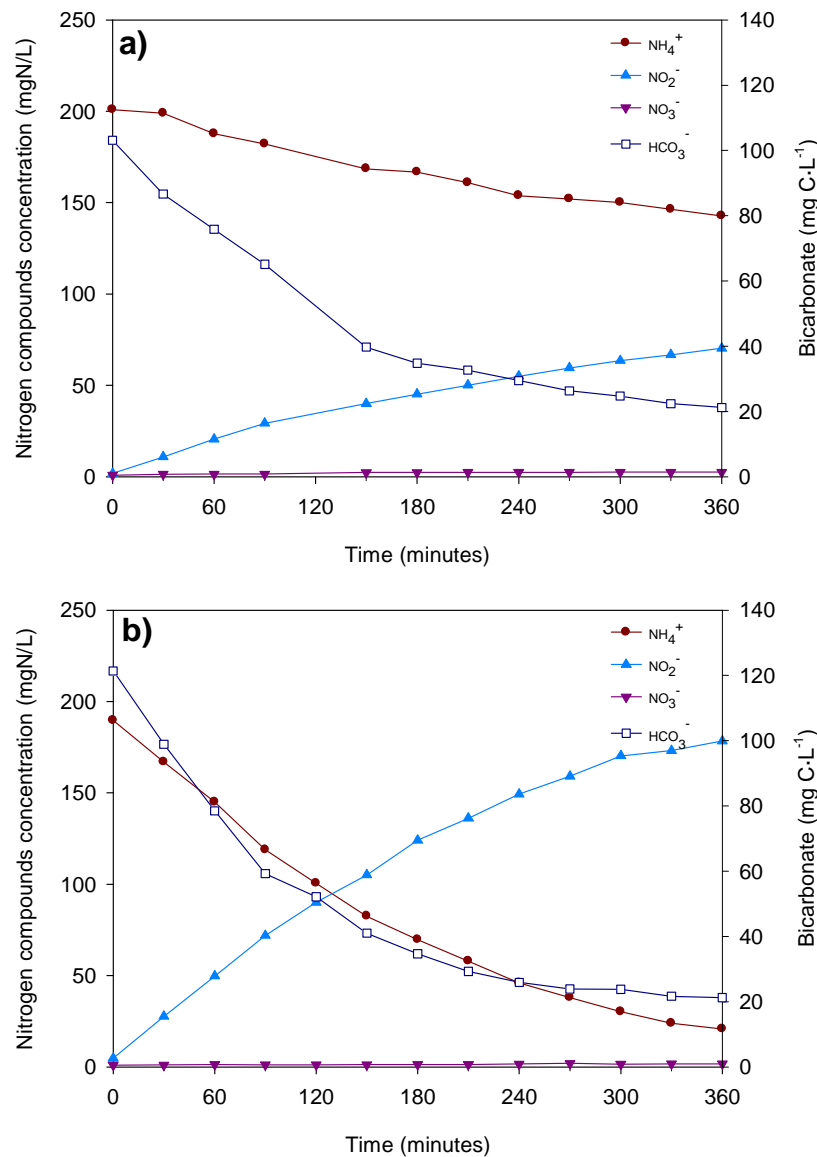 a)
Nitrogen compounds concentration (mgN/L)
250
200
150
100
50
0
NH₄⁺
NO₂⁻
NO₃⁻
HCO₃⁻
140
120
100
80
60
40
20
0
Bicarbonate (mg C·L⁻¹)
0 60 120 180 240 300 360
Time (minutes)
b)
Nitrogen compounds concentration (mgN/L)
250
200
150
100
50
0
NH₄⁺
NO₂⁻
NO₃⁻
HCO₃⁻
140
120
100
80
60
40
20
0
Bicarbonate (mg C·L⁻¹)
0 60 120 180 240 300 360
Time (minutes)